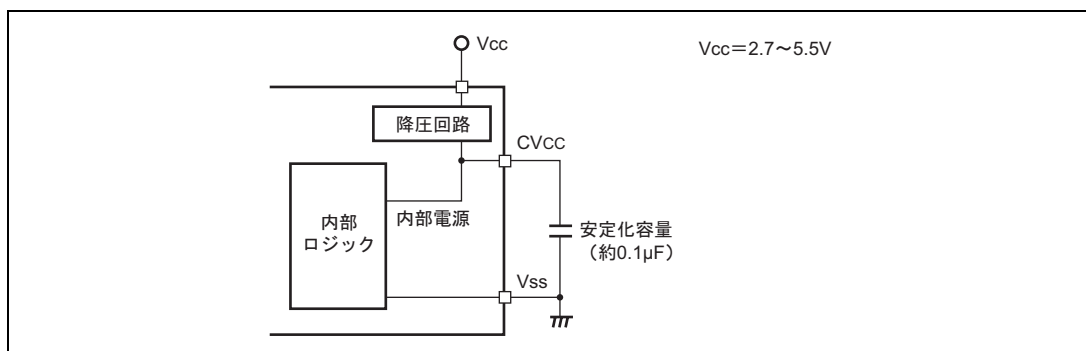 Vcc
Vcc＝2.7～5.5V
降圧回路
CVcc
内部電源
内部
ロジック
安定化容量
（約0.1μF）
Vss